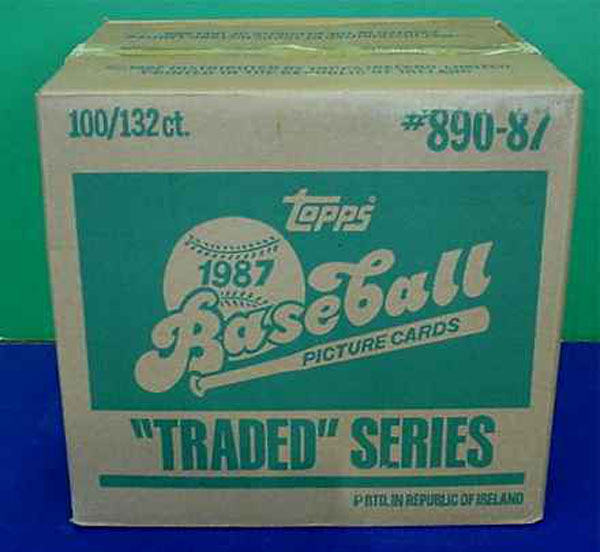 100/132 ct.
#890-87
topps
1987
Baseball
PICTURE CARDS
"TRADED" SERIES
PRTD. IN REPUBLIC OF IRELAND